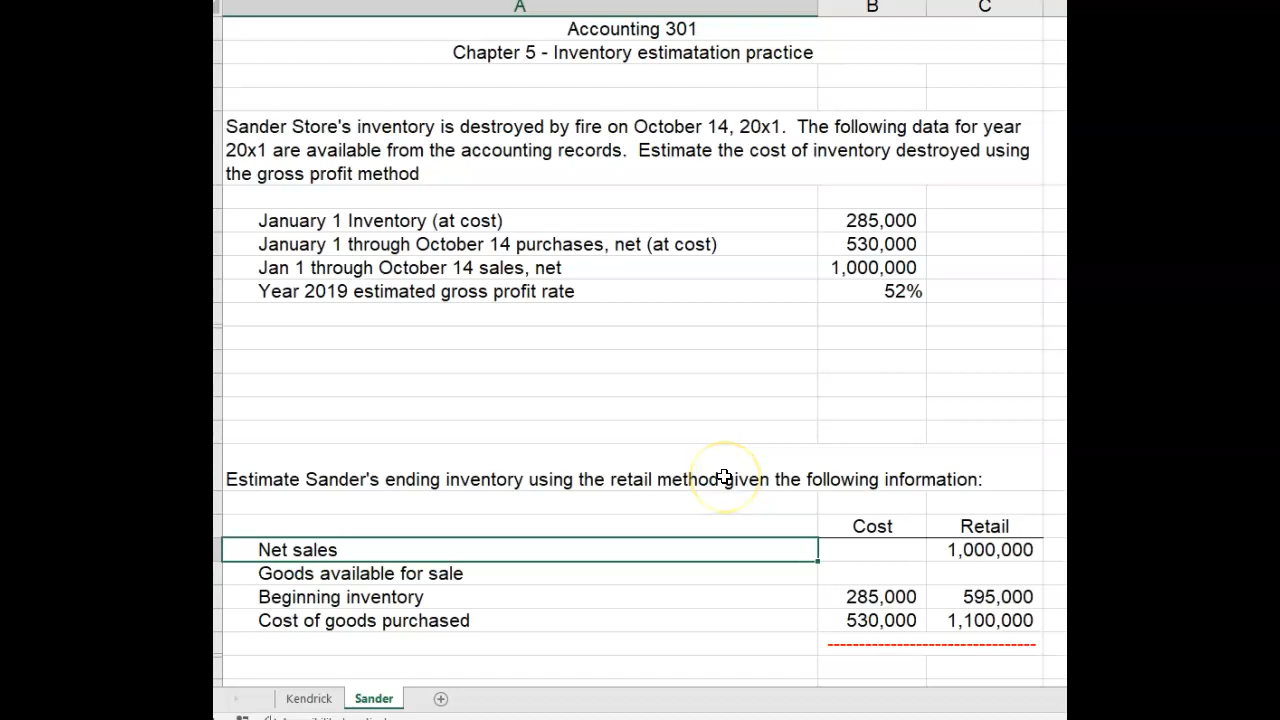 A B C
Accounting 301
Chapter 5 - Inventory estimatation practice
Sander Store's inventory is destroyed by fire on October 14, 20x1. The following data for year
20x1 are available from the accounting records. Estimate the cost of inventory destroyed using
the gross profit method
January 1 Inventory (at cost) 285,000
January 1 through October 14 purchases, net (at cost) 530,000
Jan 1 through October 14 sales, net 1,000,000
Year 2019 estimated gross profit rate 52%
Estimate Sander's ending inventory using the retail method given the following information:
Cost Retail
Net sales 1,000,000
Goods available for sale
Beginning inventory 285,000 595,000
Cost of goods purchased 530,000 1,100,000
Kendrick Sander